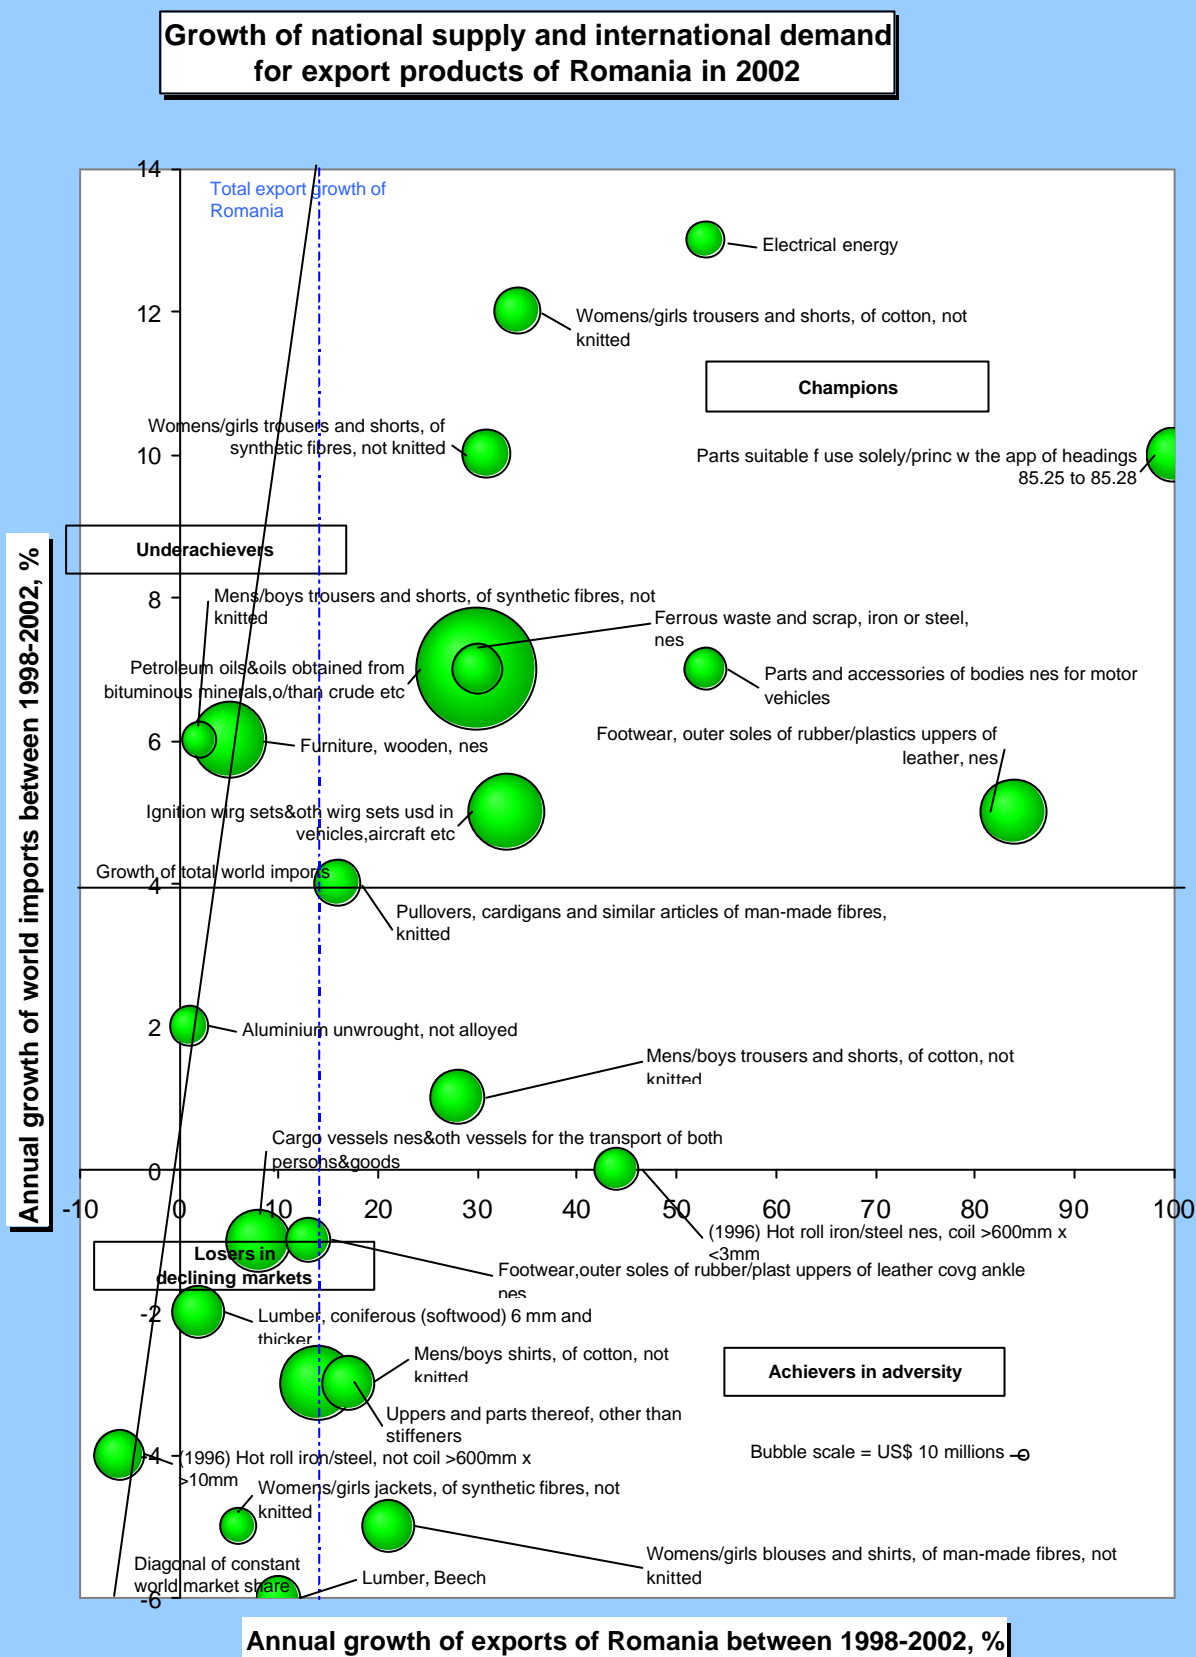 Growth of national supply and international demand
for export products of Romania in 2002
14
Total export growth of
Romania
Electrical energy
12
Womens/girls trousers and shorts, of cotton, not
knitted
Champions
Womens/girls trousers and shorts, of
synthetic fibres, not knitted
10
Parts suitable f use solely/princ w the app of headings
85.25 to 85.28
Underachievers
8
Mens/boys trousers and shorts, of synthetic fibres, not
knitted
Ferrous waste and scrap, iron or steel,
nes
Petroleum oils&oils obtained from
bituminous minerals,o/than crude etc
Parts and accessories of bodies nes for motor
vehicles
6
Furniture, wooden, nes
Footwear, outer soles of rubber/plastics uppers of
leather, nes
Ignition wirg sets&oth wirg sets usd in
vehicles,aircraft etc
Growth of total world imports
4
Pullovers, cardigans and similar articles of man-made fibres,
knitted
2
Aluminium unwrought, not alloyed
Mens/boys trousers and shorts, of cotton, not
knitted
Cargo vessels nes&oth vessels for the transport of both
persons&goods
0
-10 0 10 20 30 40 50 60 70 80 90 100
(1996) Hot roll iron/steel nes, coil >600mm x
<3mm
Losers in
declining markets
Footwear,outer soles of rubber/plast uppers of leather covg ankle
nes
-2
Lumber, coniferous (softwood) 6 mm and
thicker
Mens/boys shirts, of cotton, not
knitted
Achievers in adversity
Uppers and parts thereof, other than
stiffeners
-4
(1996) Hot roll iron/steel, not coil >600mm x
>10mm
Bubble scale = US$ 10 millions
Womens/girls jackets, of synthetic fibres, not
knitted
Womens/girls blouses and shirts, of man-made fibres, not
knitted
Diagonal of constant
world market share
Lumber, Beech
-6
Annual growth of world imports between 1998-2002, %
Annual growth of exports of Romania between 1998-2002, %